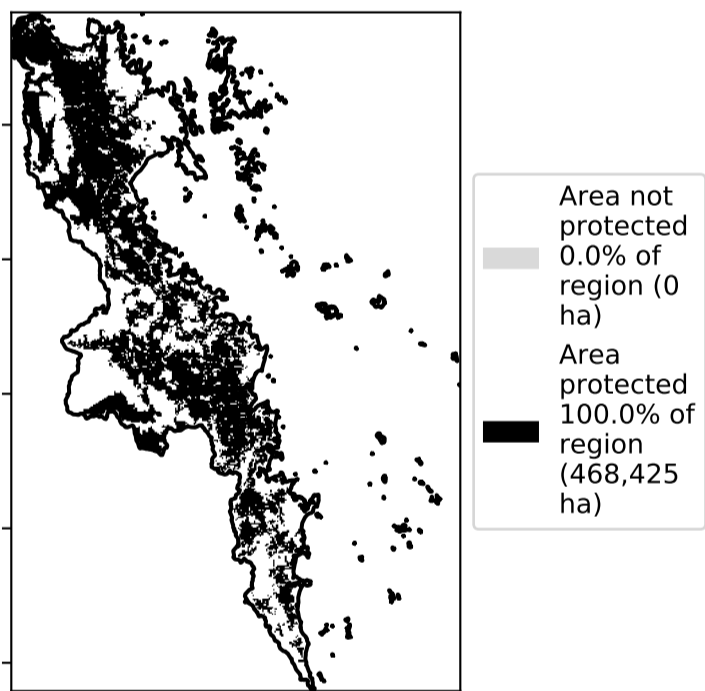 Area not
protected
0.0% of
region (0
ha)
Area
protected
100.0% of
region
(468,425
ha)